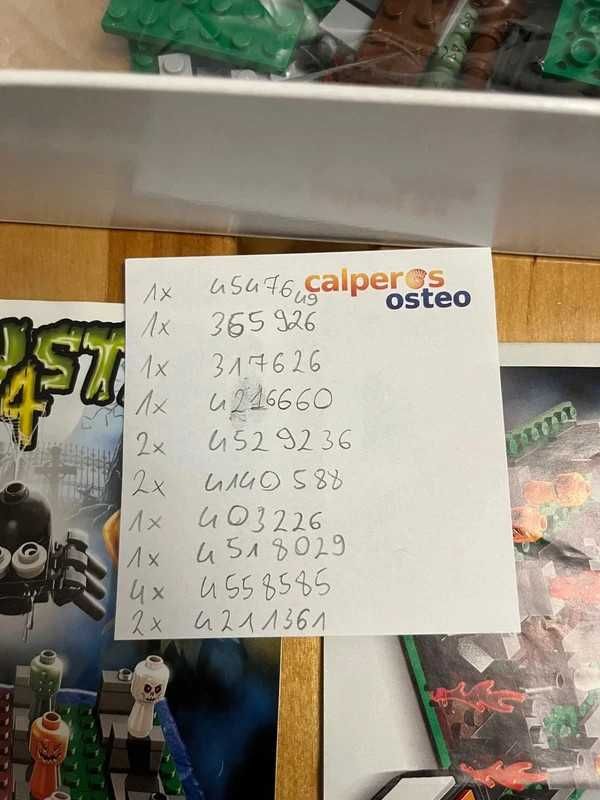 calperos
osteo
1x 4547649
1x 365926
1x 317626
1x 4216660
2x 4529236
2x 4140588
1x 403226
1x 4518029
4x 4558585
2x 4211361